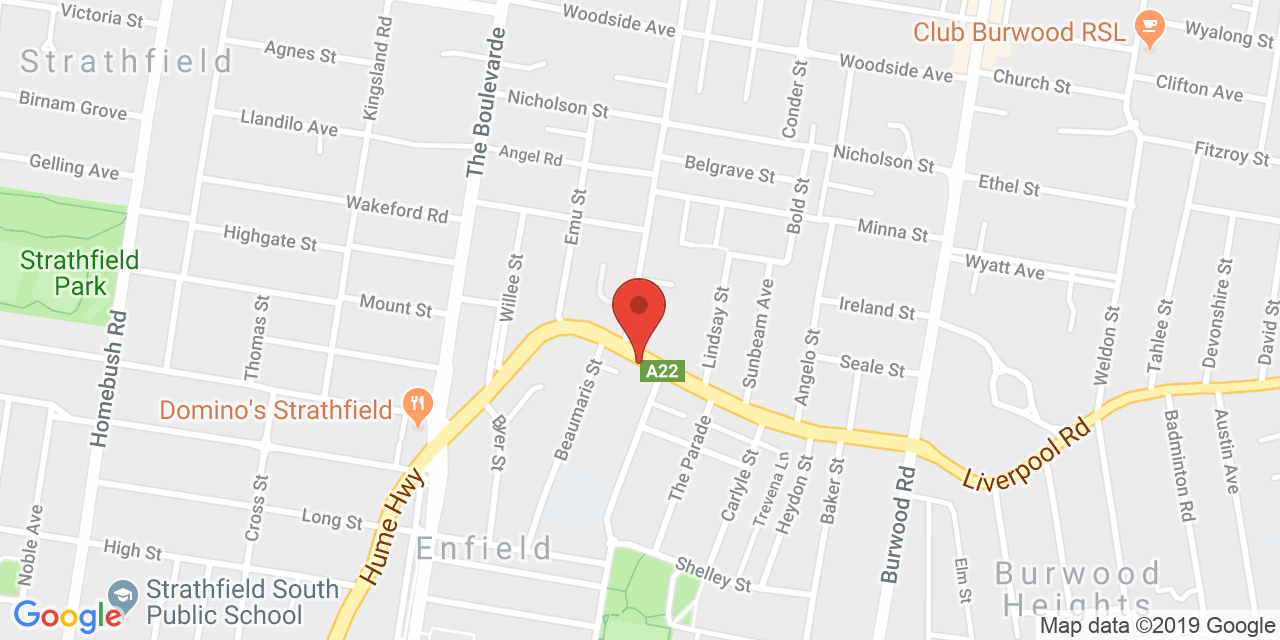 Victoria St
Woodside Ave
Club Burwood RSL
Wyalong St
Strathfield
Agnes St
Kingsland Rd
The Boulevarde
Woodside Ave
Church St
Clifton Ave
Birnam Grove
Llandilo Ave
Nicholson St
Conder St
Nicholson St
Fitzroy St
Gelling Ave
Angel Rd
Belgrave St
Ethel St
Wakeford Rd
Emu St
Bold St
Minna St
Highgate St
Wyatt Ave
Strathfield
Park
Mount St
Willee St
Lindsay St
Sunbeam Ave
Ireland St
Thomas St
Homebush Rd
A22
Angelo St
Seale St
Weldon St
Tahlee St
Devonshire St
David St
Domino's Strathfield
Beaumaris St
Byer St
The Parade
Carlyle St
Trevena Ln
Heydon St
Baker St
Burwood Rd
Liverpool Rd
Badminton Rd
Austin Ave
Hume Hwy
Cross St
Long St
Noble Ave
High St
Enfield
Shelley St
Elm St
Burwood
Heights
Strathfield South
Public School
Google
Map data ©2019 Google